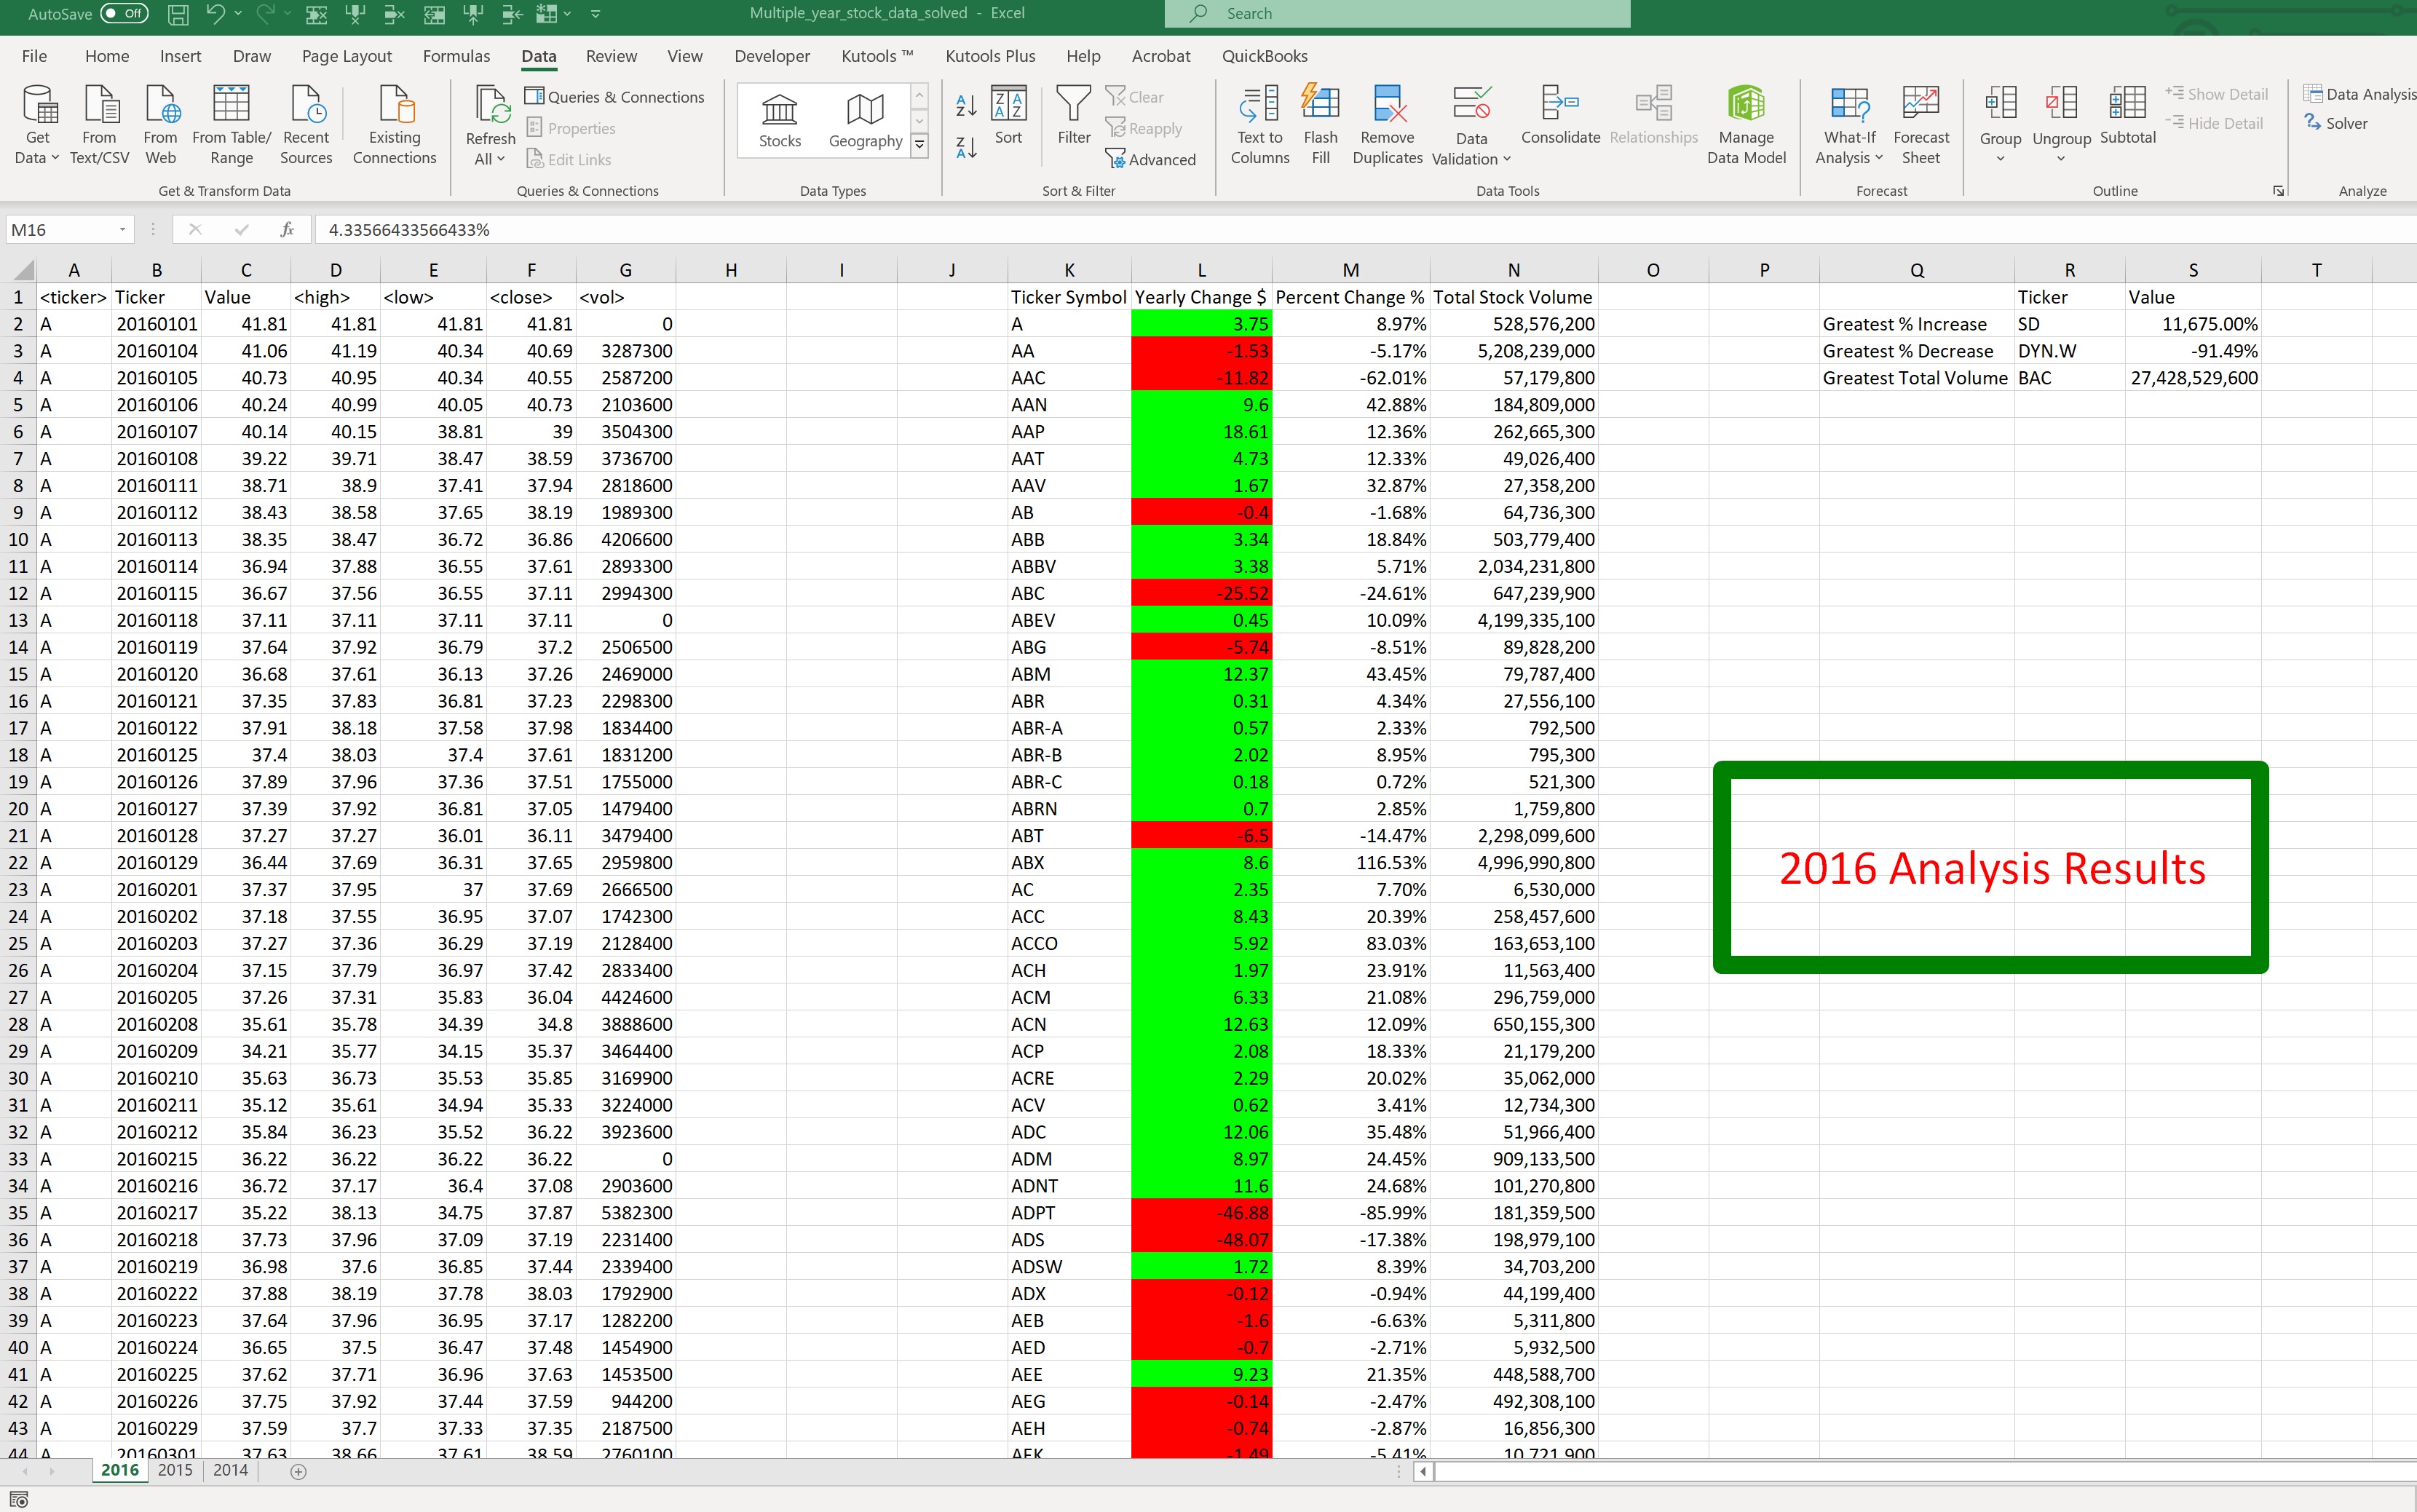 AutoSave Off Multiple_year_stock_data_solved - Excel Search
File Home Insert Draw Page Layout Formulas Data Review View Developer Kutools ™ Kutools Plus Help Acrobat QuickBooks
Get Data
From Text/CSV
From Web
From Table/ Range
Recent Sources
Existing Connections
Get & Transform Data
Refresh All
Queries & Connections
Properties
Edit Links
Queries & Connections
Stocks Geography
Data Types
Sort
Filter
Clear
Reapply
Advanced
Sort & Filter
Text to Columns
Flash Fill
Remove Duplicates
Data Validation
Consolidate
Relationships
Manage Data Model
Data Tools
What-If Analysis
Forecast Sheet
Forecast
Group
Ungroup
Subtotal
Show Detail
Hide Detail
Outline
Data Analysis
Solver
Analyze
M16 fx 4.33566433566433%
A B C D E F G H I J K L M N O P Q R S T
1 <ticker> Ticker Value <high> <low> <close> <vol> Ticker Symbol Yearly Change $ Percent Change % Total Stock Volume Ticker Value
2 A 20160101 41.81 41.81 41.81 41.81 0 A 3.75 8.97% 528,576,200 Greatest % Increase SD 11,675.00%
3 A 20160104 41.06 41.19 40.34 40.69 3287300 AA -1.53 -5.17% 5,208,239,000 Greatest % Decrease DYN.W -91.49%
4 A 20160105 40.73 40.95 40.34 40.55 2587200 AAC -11.82 -62.01% 57,179,800 Greatest Total Volume BAC 27,428,529,600
5 A 20160106 40.24 40.99 40.05 40.73 2103600 AAN 9.6 42.88% 184,809,000
6 A 20160107 40.14 40.15 38.81 39 3504300 AAP 18.61 12.36% 262,665,300
7 A 20160108 39.22 39.71 38.47 38.59 3736700 AAT 4.73 12.33% 49,026,400
8 A 20160111 38.71 38.9 37.41 37.94 2818600 AAV 1.67 32.87% 27,358,200
9 A 20160112 38.43 38.58 37.65 38.19 1989300 AB -0.4 -1.68% 64,736,300
10 A 20160113 38.35 38.47 36.72 36.86 4206600 ABB 3.34 18.84% 503,779,400
11 A 20160114 36.94 37.88 36.55 37.61 2893300 ABBV 3.38 5.71% 2,034,231,800
12 A 20160115 36.67 37.56 36.55 37.11 2994300 ABC -25.52 -24.61% 647,239,900
13 A 20160118 37.11 37.11 37.11 37.11 0 ABEV 0.45 10.09% 4,199,335,100
14 A 20160119 37.64 37.92 36.79 37.2 2506500 ABG -5.74 -8.51% 89,828,200
15 A 20160120 36.68 37.61 36.13 37.26 2469000 ABM 12.37 43.45% 79,787,400
16 A 20160121 37.35 37.83 36.81 37.23 2298300 ABR 0.31 4.34% 27,556,100
17 A 20160122 37.91 38.18 37.58 37.98 1834400 ABR-A 0.57 2.33% 792,500
18 A 20160125 37.4 38.03 37.4 37.61 1831200 ABR-B 2.02 8.95% 795,300
19 A 20160126 37.89 37.96 37.36 37.51 1755000 ABR-C 0.18 0.72% 521,300
20 A 20160127 37.39 37.92 36.81 37.05 1479400 ABRN 0.7 2.85% 1,759,800
21 A 20160128 37.27 37.27 36.01 36.11 3479400 ABT -6.5 -14.47% 2,298,099,600
22 A 20160129 36.44 37.69 36.31 37.65 2959800 ABX 8.6 116.53% 4,996,990,800
2016 Analysis Results
23 A 20160201 37.37 37.95 37 37.69 2666500 AC 2.35 7.70% 6,530,000
24 A 20160202 37.18 37.55 36.95 37.07 1742300 ACC 8.43 20.39% 258,457,600
25 A 20160203 37.27 37.36 36.29 37.19 2128400 ACCO 5.92 83.03% 163,653,100
26 A 20160204 37.15 37.79 36.97 37.42 2833400 ACH 1.97 23.91% 11,563,400
27 A 20160205 37.26 37.31 35.83 36.04 4424600 ACM 6.33 21.08% 296,759,000
28 A 20160208 35.61 35.78 34.39 34.8 3888600 ACN 12.63 12.09% 650,155,300
29 A 20160209 34.21 35.77 34.15 35.37 3464400 ACP 2.08 18.33% 21,179,200
30 A 20160210 35.63 36.73 35.53 35.85 3169900 ACRE 2.29 20.02% 35,062,000
31 A 20160211 35.12 35.61 34.94 35.33 3224000 ACV 0.62 3.41% 12,734,300
32 A 20160212 35.84 36.23 35.52 36.22 3923600 ADC 12.06 35.48% 51,966,400
33 A 20160215 36.22 36.22 36.22 36.22 0 ADM 8.97 24.45% 909,133,500
34 A 20160216 36.72 37.17 36.4 37.08 2903600 ADNT 11.6 24.68% 101,270,800
35 A 20160217 35.22 38.13 34.75 37.87 5382300 ADPT -46.88 -85.99% 181,359,500
36 A 20160218 37.73 37.96 37.09 37.19 2231400 ADS -48.07 -17.38% 198,979,100
37 A 20160219 36.98 37.6 36.85 37.44 2339400 ADSW 1.72 8.39% 34,703,200
38 A 20160222 37.88 38.19 37.78 38.03 1792900 ADX -0.12 -0.94% 44,199,400
39 A 20160223 37.64 37.96 36.95 37.17 1282200 AEB -1.6 -6.63% 5,311,800
40 A 20160224 36.65 37.5 36.47 37.48 1454900 AED -0.7 -2.71% 5,932,500
41 A 20160225 37.62 37.71 36.96 37.63 1453500 AEE 9.23 21.35% 448,588,700
42 A 20160226 37.75 37.92 37.44 37.59 944200 AEG -0.14 -2.47% 492,308,100
43 A 20160229 37.59 37.7 37.33 37.35 2187500 AEH -0.74 -2.87% 16,856,300
44 A 20160301 37.63 38.66 37.61 38.59 2760100 AEK -1.49 -5.41% 10,721,900
2016 2015 2014